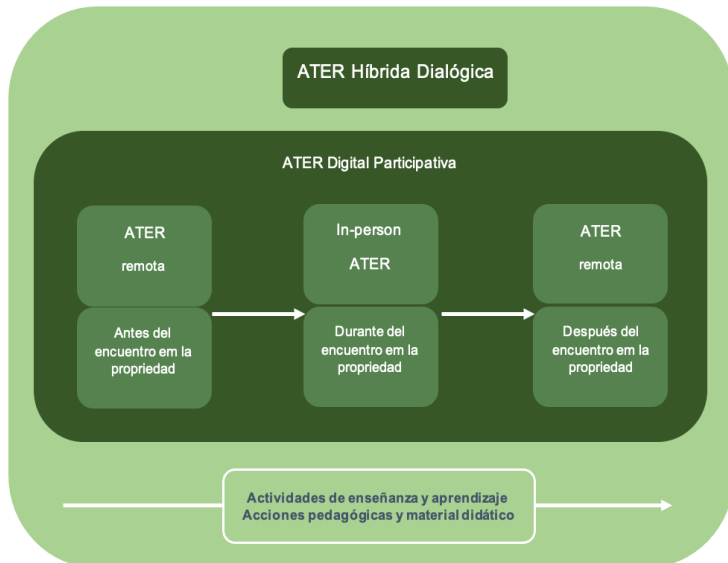 ATER Híbrida Dialógica
ATER Digital Participativa
ATER
remota
Antes del
encuentro em la
propriedad
In-person
ATER
Durante del
encuentro em la
propriedad
ATER
remota
Después del
encuentro em la
propriedad
Actividades de enseñanza y aprendizaje
Acciones pedagógicas y material didático